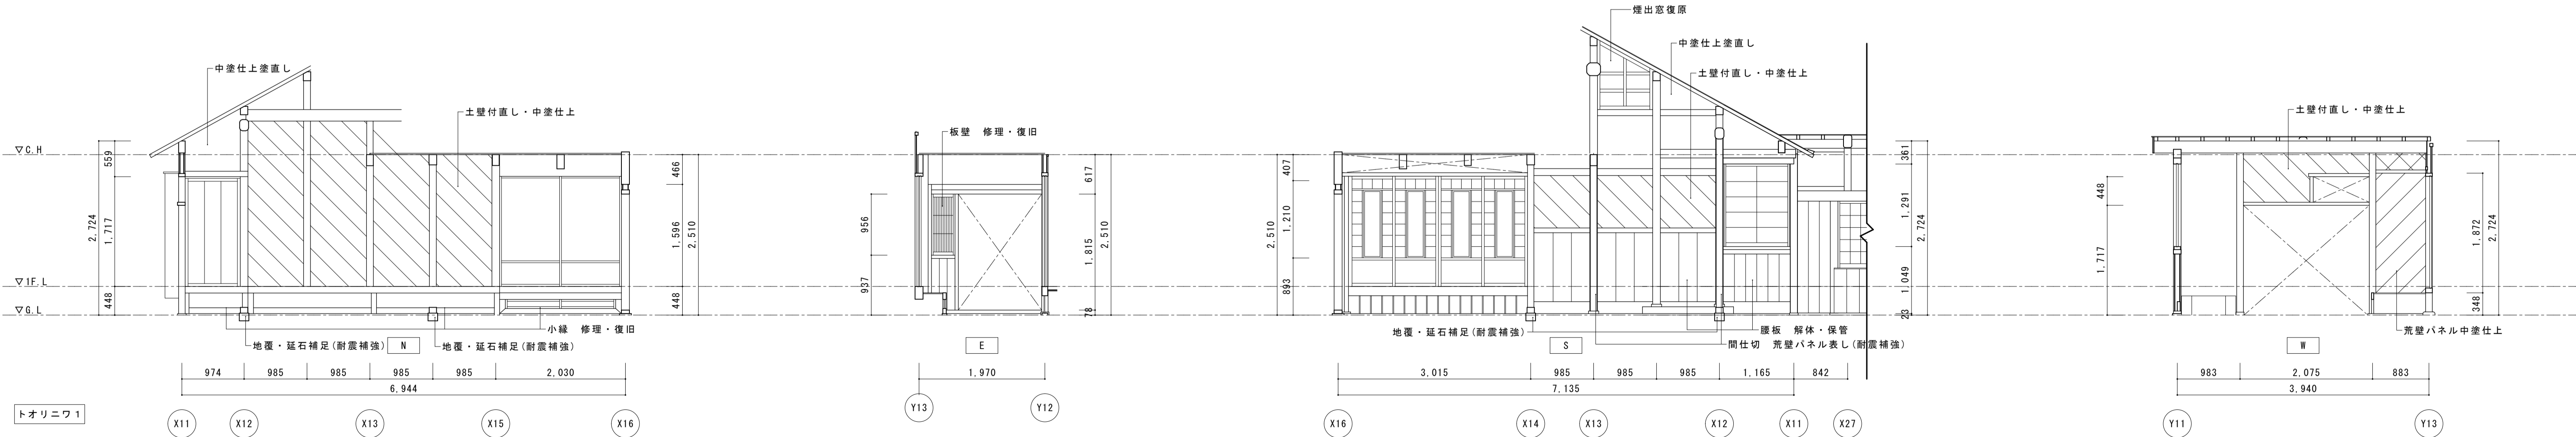 煙出窓復原
中塗仕上塗直し
土壁付直し・中塗仕上
▽C.H
▽1F.L
▽G.L
559
1,717
448
2,724
466
1,596
448
2,510
小縁　修理・復旧
地覆・延石補足(耐震補強)
地覆・延石補足(耐震補強)
N
974
985
985
985
985
2,030
6,944
トオリニワ1
X11
X12
X13
X15
X16
板壁　修理・復旧
956
937
617
1,815
78
2,510
E
1,970
Y13
Y12
中塗仕上塗直し
土壁付直し・中塗仕上
407
1,210
893
2,510
361
1,291
1,049
23
2,724
地覆・延石補足(耐震補強)
腰板　解体・保管
間仕切　荒壁パネル表し(耐震補強)
S
3,015
985
985
985
1,165
842
7,135
X16
X14
X13
X12
X11
X27
土壁付直し・中塗仕上
448
1,717
1,872
348
2,724
荒壁パネル中塗仕上
W
983
2,075
883
3,940
Y11
Y13